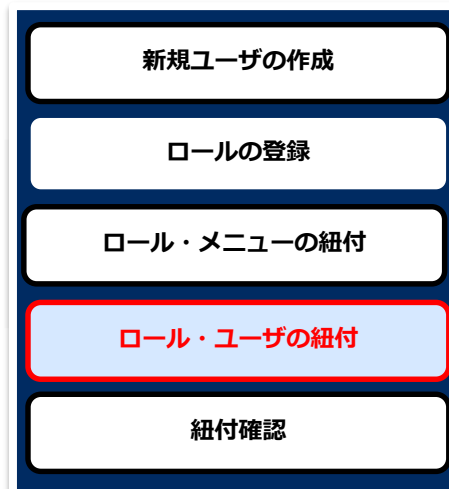 新規ユーザの作成
ロールの登録
ロール・メニューの紐付
ロール・ユーザの紐付
紐付確認